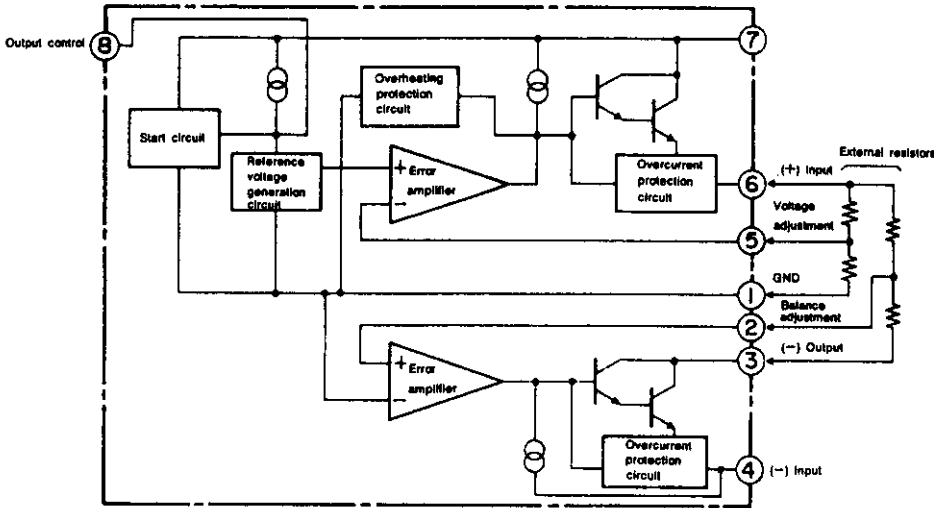 Output control
8
7
Start circuit
Overheating
protection
circuit
Reference
voltage
generation
circuit
+ Error
amplifier
−
Overcurrent
protection
circuit
External resistors
6
(+) Input
Voltage
adjustment
5
GND
1
Balance
adjustment
2
(−) Output
3
+ Error
amplifier
−
Overcurrent
protection
circuit
4
(−) Input